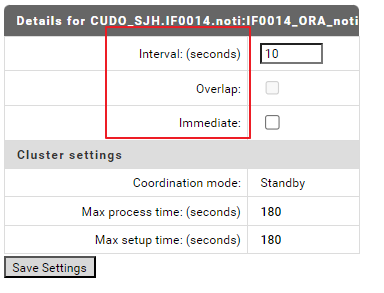 Details for CUDO_SJH.IF0014.noti:IF0014_ORA_noti
Interval: (seconds) 10
Overlap:
Immediate:
Cluster settings
Coordination mode: Standby
Max process time: (seconds) 180
Max setup time: (seconds) 180
Save Settings